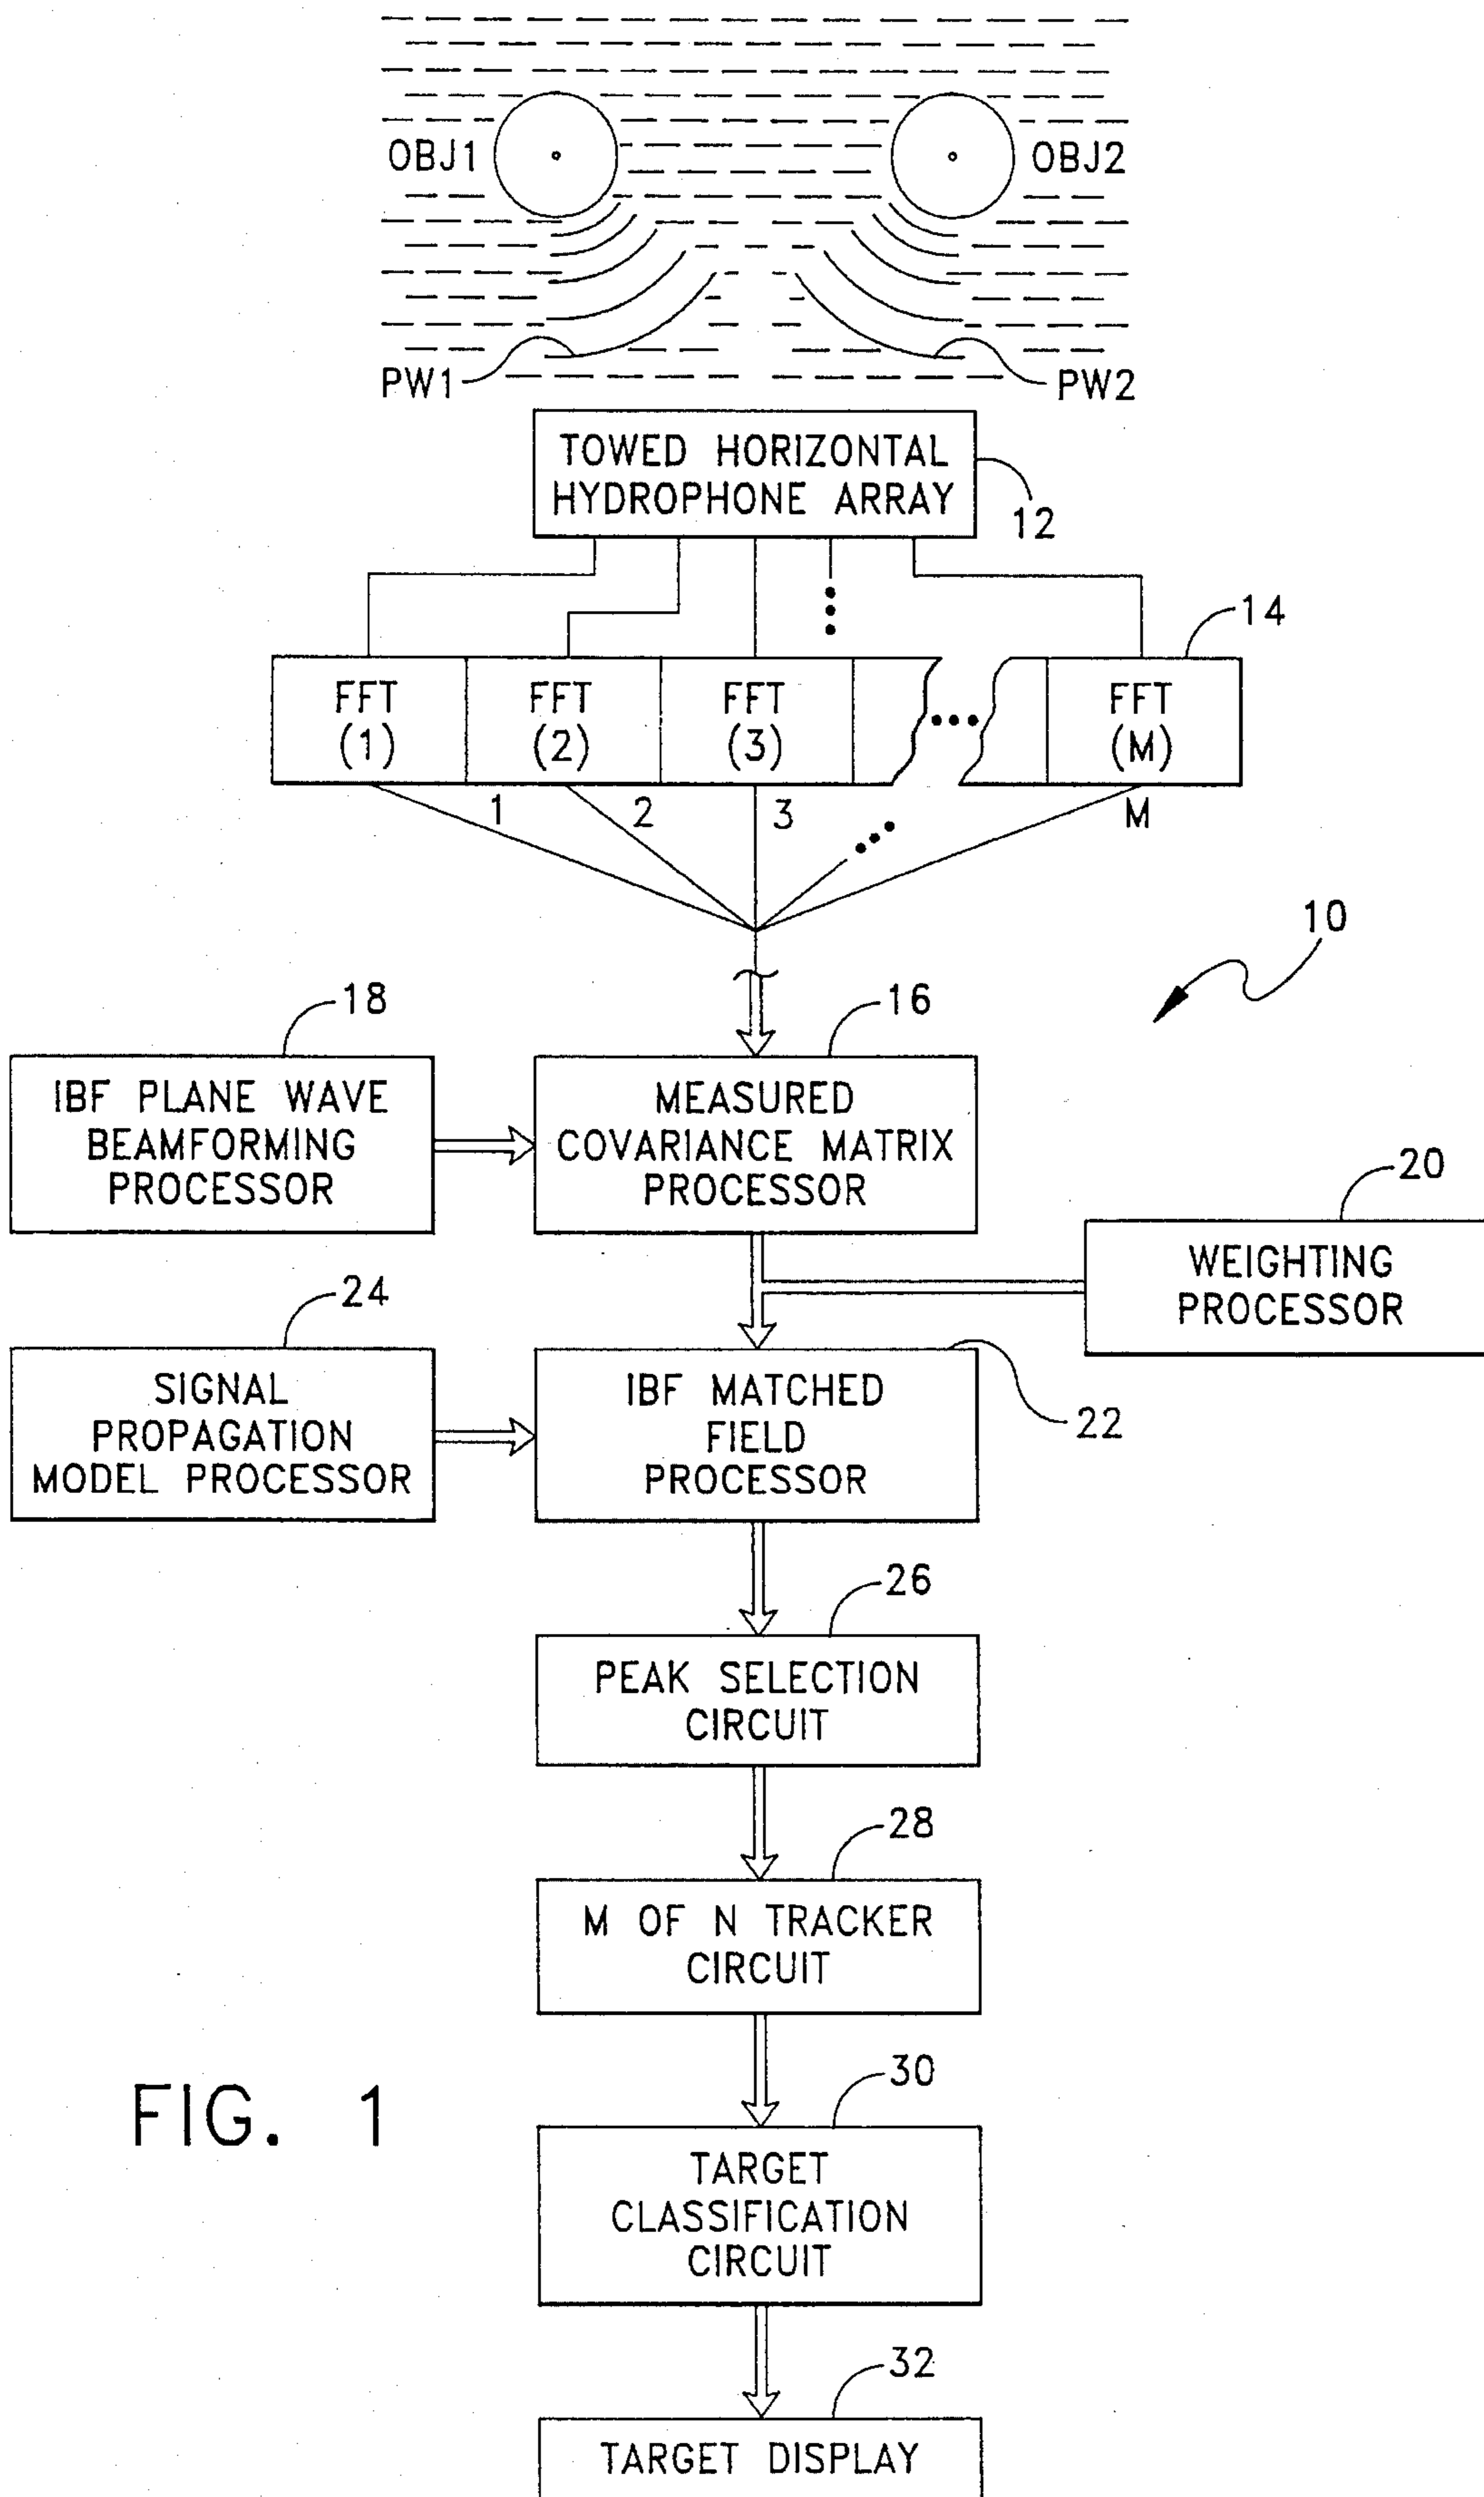 OBJ1
OBJ2
PW1
PW2
TOWED HORIZONTAL
HYDROPHONE ARRAY
12
14
FFT
(1)
FFT
(2)
FFT
(3)
FFT
(M)
1
2
3
M
10
18
16
IBF PLANE WAVE
BEAMFORMING
PROCESSOR
MEASURED
COVARIANCE MATRIX
PROCESSOR
20
WEIGHTING
PROCESSOR
24
SIGNAL
PROPAGATION
MODEL PROCESSOR
IBF MATCHED
FIELD
PROCESSOR
22
26
PEAK SELECTION
CIRCUIT
28
M OF N TRACKER
CIRCUIT
30
FIG. 1
TARGET
CLASSIFICATION
CIRCUIT
32
TARGET DISPLAY